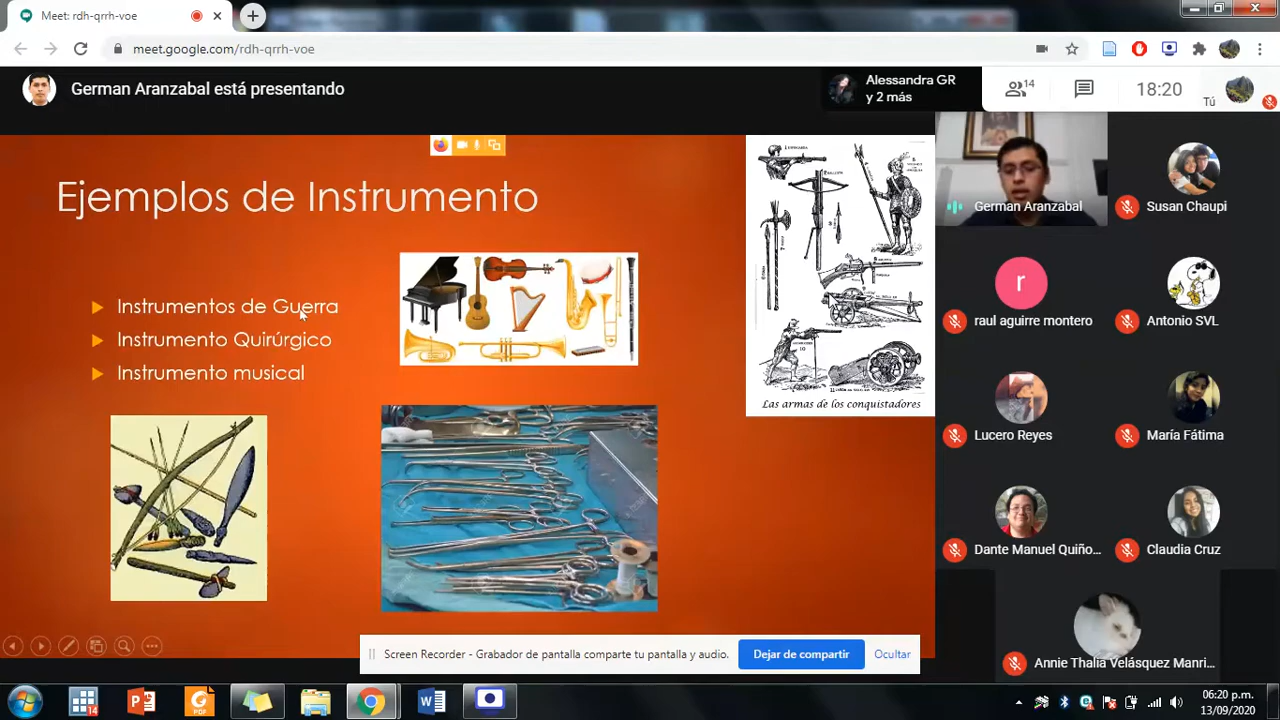 Meet: rdh-qrrh-voe
meet.google.com/rdh-qrrh-voe
German Aranzabal está presentando
Alessandra GR
y 2 más
14
18:20
Tú
Ejemplos de Instrumento
Instrumentos de Guerra
Instrumento Quirúrgico
Instrumento musical
Las armas de los conquistadores
German Aranzabal
Susan Chaupi
r
raul aguirre montero
Antonio SVL
Lucero Reyes
María Fátima
Dante Manuel Quiño...
Claudia Cruz
Annie Thalia Velásquez Manri...
Screen Recorder - Grabador de pantalla comparte tu pantalla y audio.
Dejar de compartir
Ocultar
14
PDF
06:20 p.m.
13/09/2020